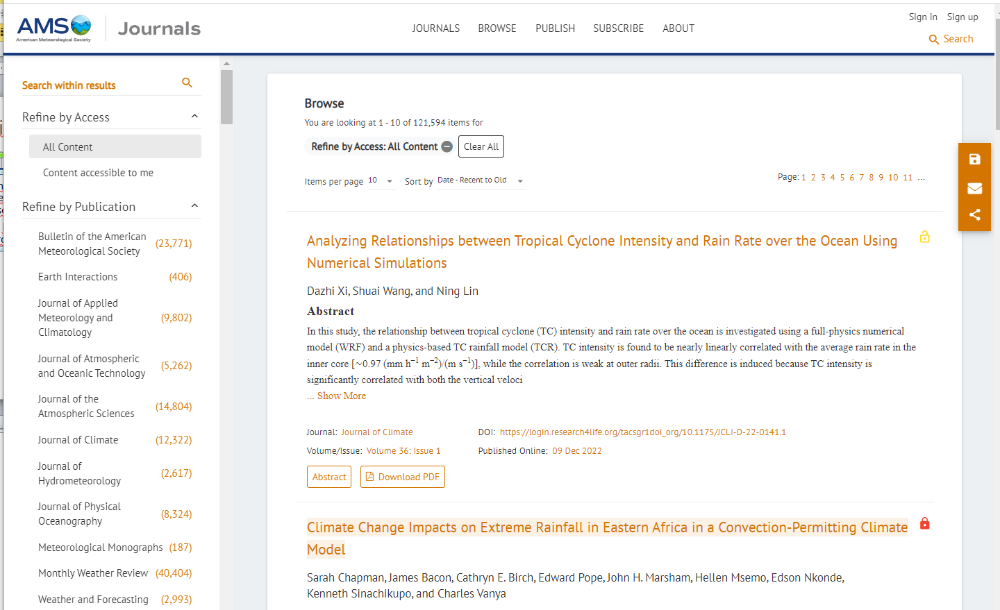 AMS
American Meteorological Society
Journals
JOURNALS BROWSE PUBLISH SUBSCRIBE ABOUT
Sign in Sign up
Search
Search within results
Refine by Access
All Content
Content accessible to me
Refine by Publication
Bulletin of the American
Meteorological Society (23,771)
Earth Interactions (406)
Journal of Applied
Meteorology and
Climatology (9,802)
Journal of Atmospheric
and Oceanic Technology (5,262)
Journal of the
Atmospheric Sciences (14,804)
Journal of Climate (12,322)
Journal of
Hydrometeorology (2,617)
Journal of Physical
Oceanography (8,324)
Meteorological Monographs (187)
Monthly Weather Review (40,404)
Weather and Forecasting (2,993)
Browse
You are looking at 1 - 10 of 121,594 items for
Refine by Access: All Content Clear All
Items per page 10 Sort by Date - Recent to Old
Page: 1 2 3 4 5 6 7 8 9 10 11 ...
Analyzing Relationships between Tropical Cyclone Intensity and Rain Rate over the Ocean Using
Numerical Simulations
Dazhi Xi, Shuai Wang, and Ning Lin
Abstract
In this study, the relationship between tropical cyclone (TC) intensity and rain rate over the ocean is investigated using a full-physics numerical
model (WRF) and a physics-based TC rainfall model (TCR). TC intensity is found to be nearly linearly correlated with the average rain rate in the
inner core [~0.97 (mm h⁻¹ m⁻²)/(m s⁻¹)], while the correlation is weak at outer radii. This difference is induced because TC intensity is
significantly correlated with both the vertical veloci
... Show More
Journal: Journal of Climate DOI: https://login.research4life.org/tacsgr1doi_org/10.1175/JCLI-D-22-0141.1
Volume/Issue: Volume 36: Issue 1 Published Online: 09 Dec 2022
Abstract Download PDF
Climate Change Impacts on Extreme Rainfall in Eastern Africa in a Convection-Permitting Climate
Model
Sarah Chapman, James Bacon, Cathryn E. Birch, Edward Pope, John H. Marsham, Hellen Msemo, Edson Nkonde,
Kenneth Sinachikupo, and Charles Vanya